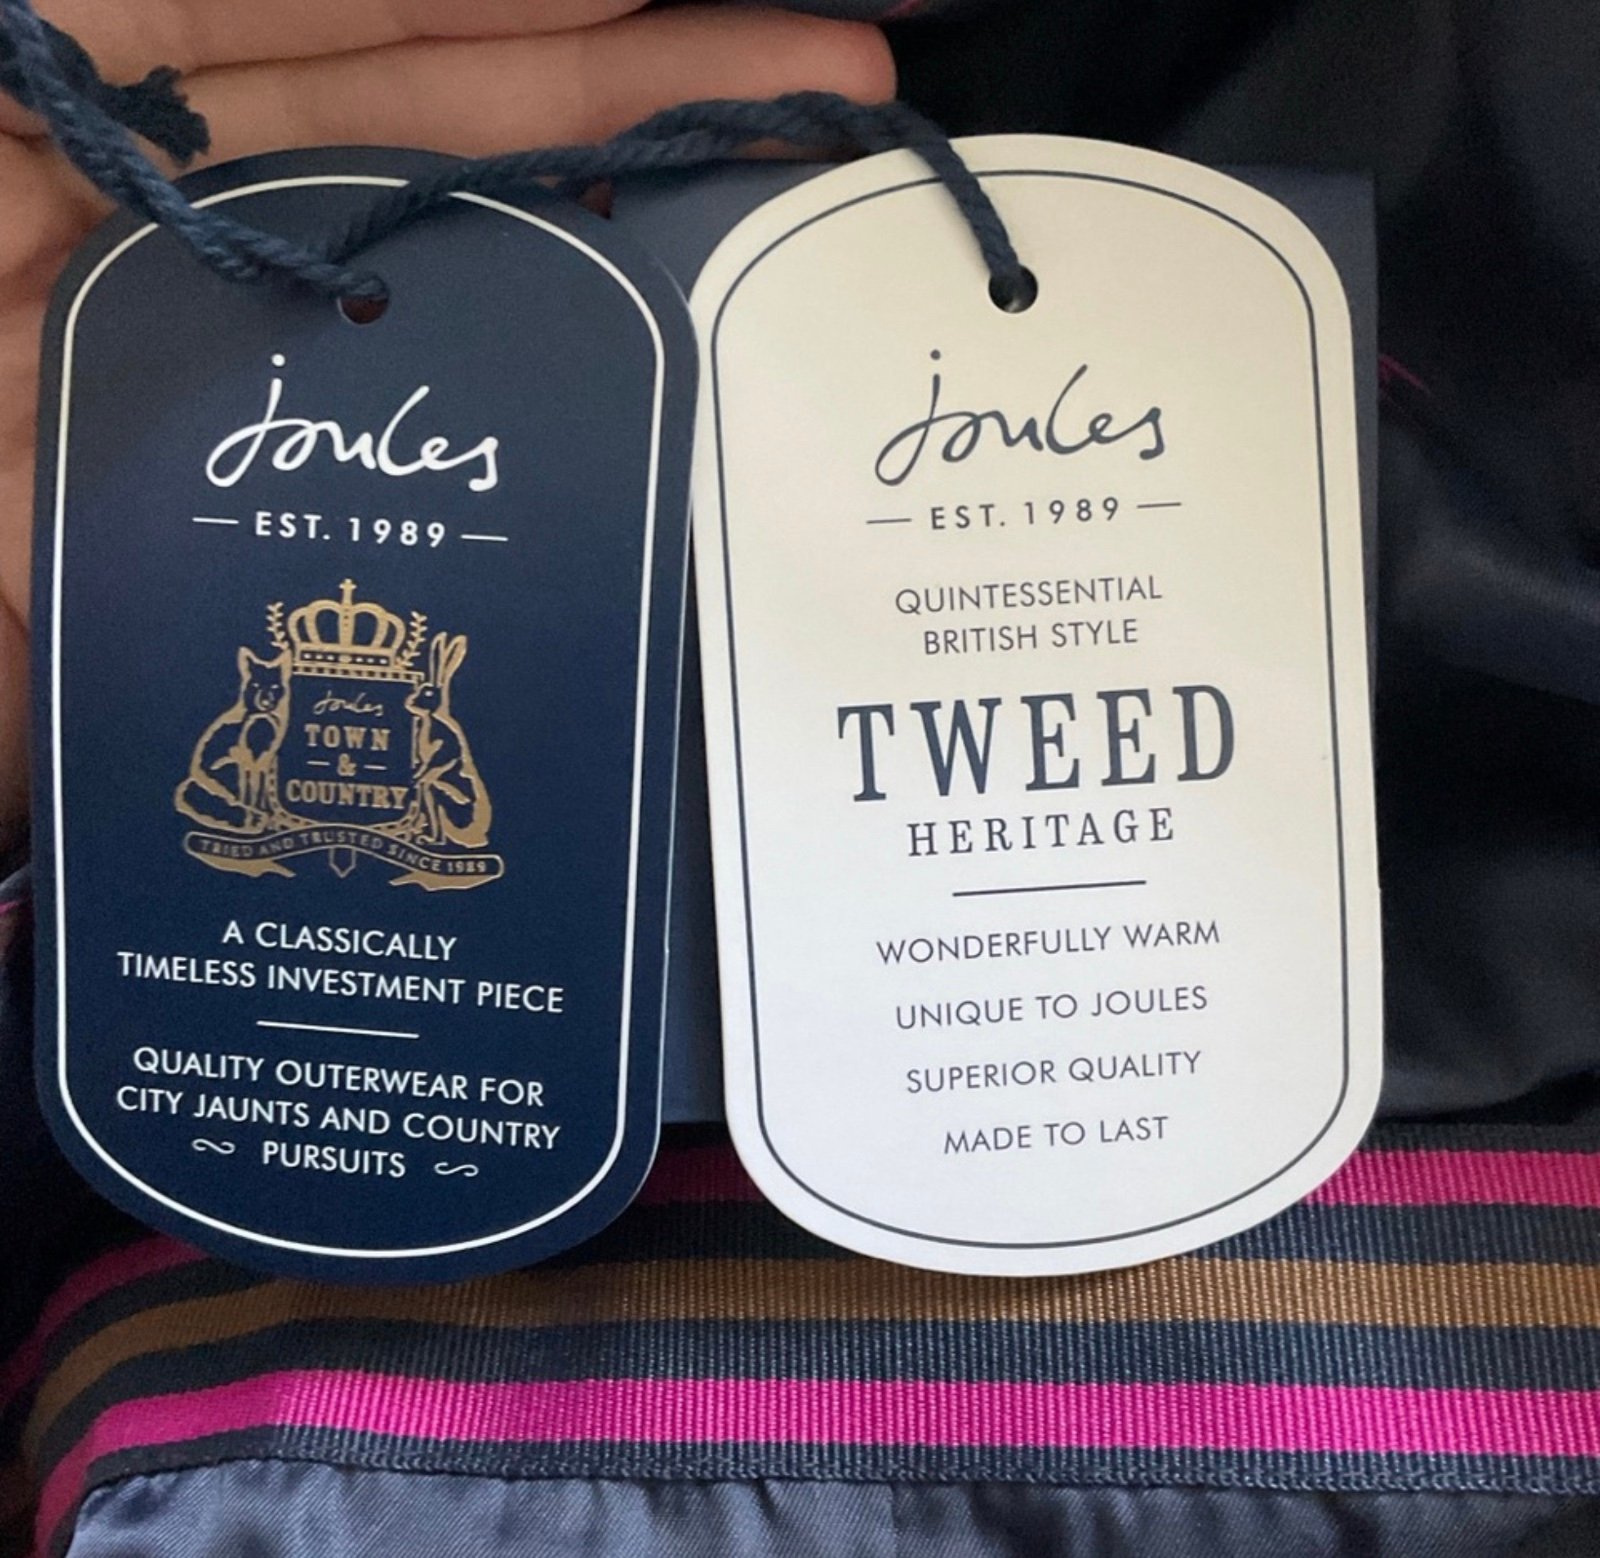 Joules
— EST. 1989 —
Joules
TOWN
— & —
COUNTRY
TRIED AND TRUSTED SINCE 1989
A CLASSICALLY
TIMELESS INVESTMENT PIECE
QUALITY OUTERWEAR FOR
CITY JAUNTS AND COUNTRY
PURSUITS
Joules
— EST. 1989 —
QUINTESSENTIAL
BRITISH STYLE
TWEED
HERITAGE
WONDERFULLY WARM
UNIQUE TO JOULES
SUPERIOR QUALITY
MADE TO LAST